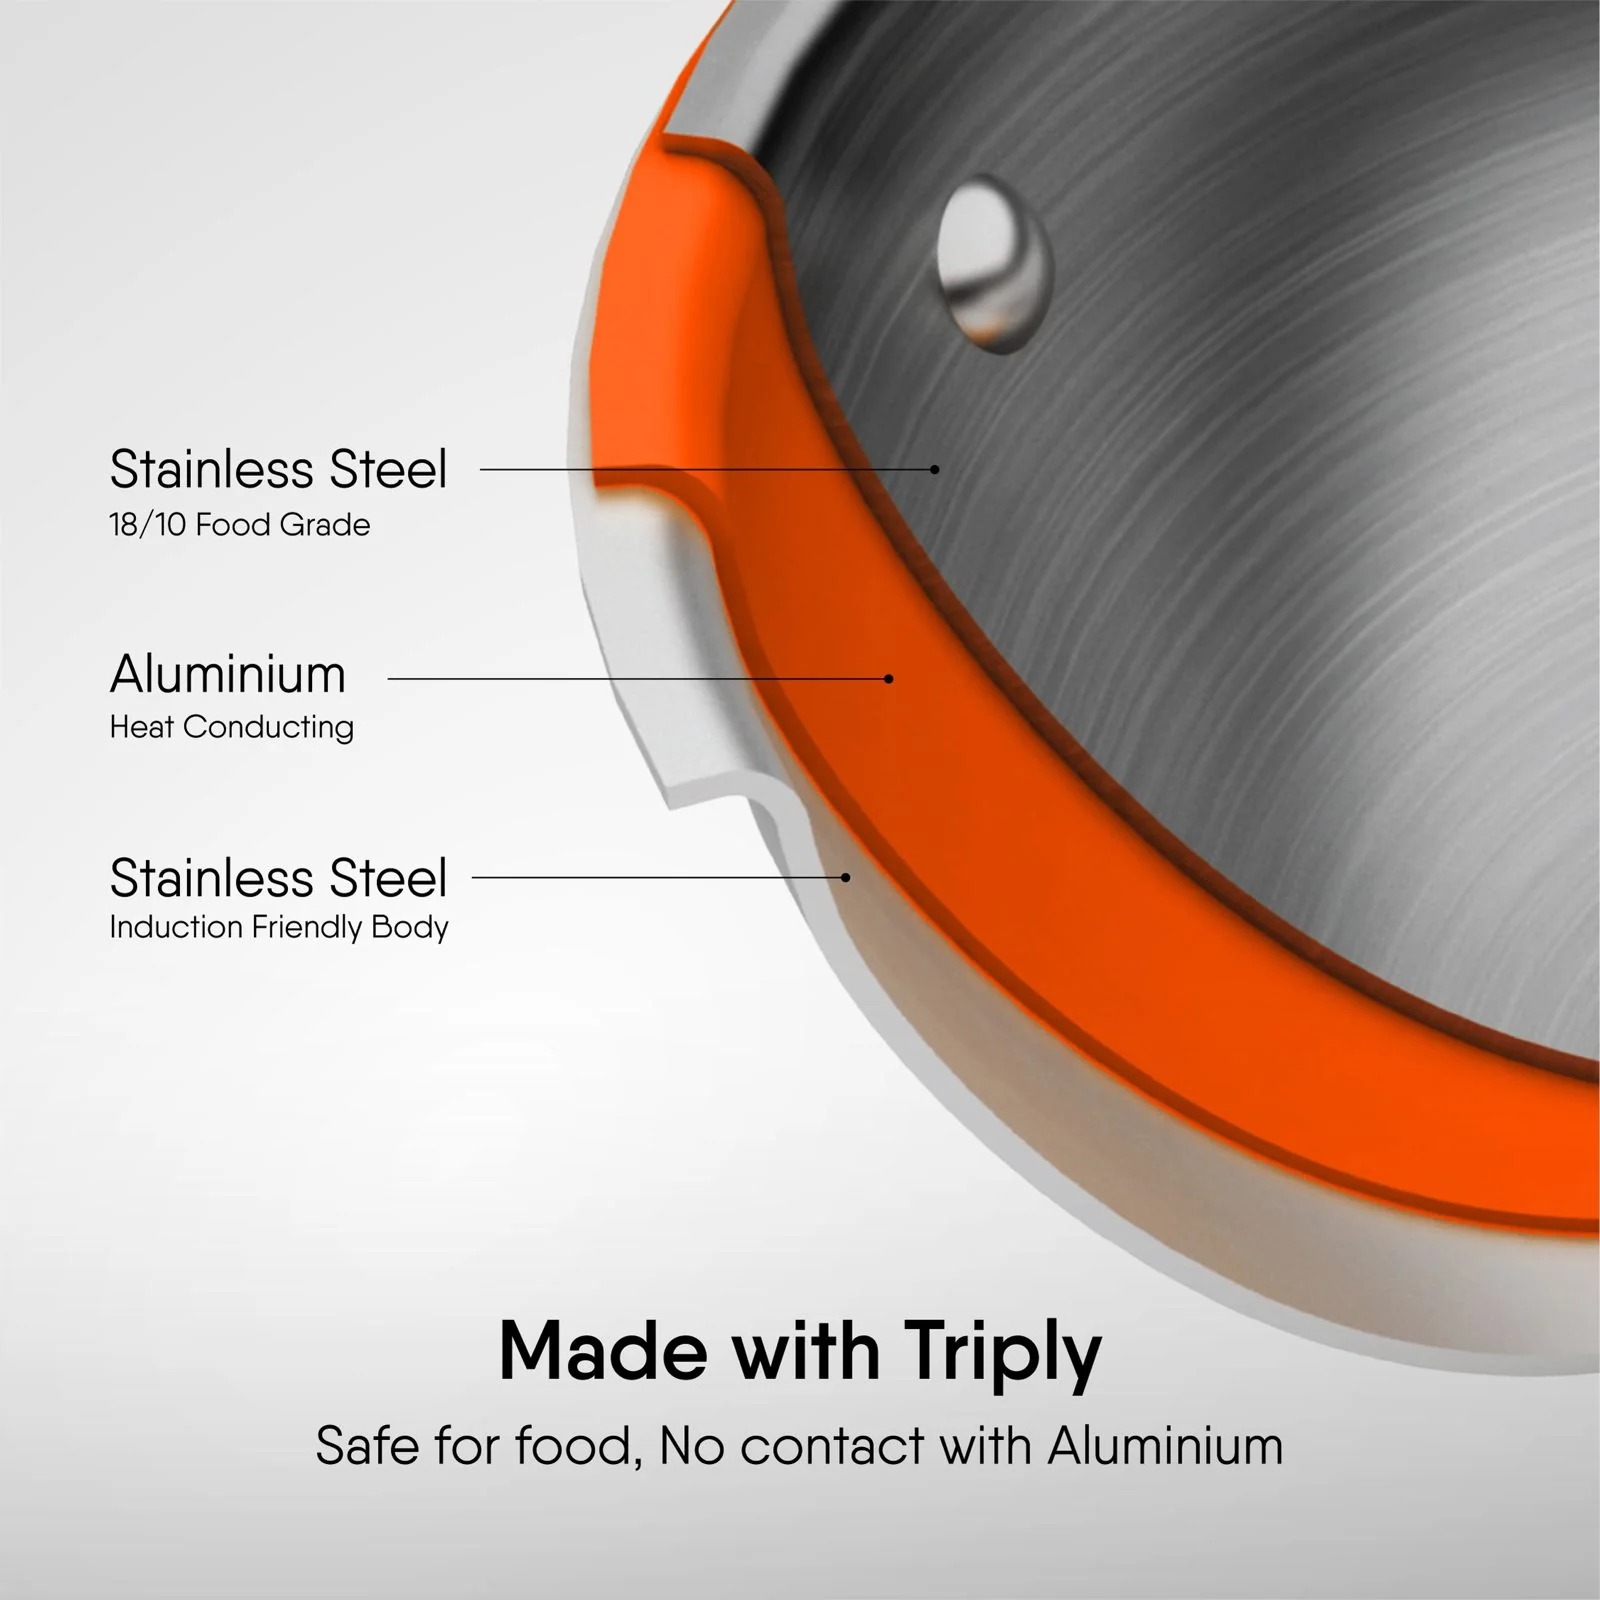 Stainless Steel
18/10 Food Grade
Aluminium
Heat Conducting
Stainless Steel
Induction Friendly Body
Made with Triply
Safe for food, No contact with Aluminium